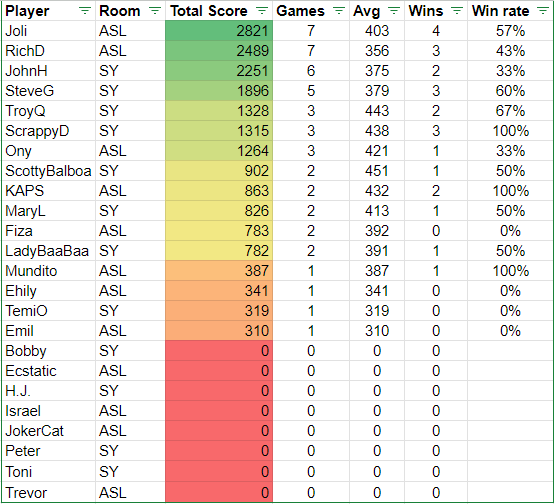 Player Room Total Score Games Avg Wins Win rate
Joli ASL 2821 7 403 4 57%
RichD ASL 2489 7 356 3 43%
JohnH SY 2251 6 375 2 33%
SteveG SY 1896 5 379 3 60%
TroyQ SY 1328 3 443 2 67%
ScrappyD SY 1315 3 438 3 100%
Ony ASL 1264 3 421 1 33%
ScottyBalboa SY 902 2 451 1 50%
KAPS ASL 863 2 432 2 100%
MaryL SY 826 2 413 1 50%
Fiza ASL 783 2 392 0 0%
LadyBaaBaa SY 782 2 391 1 50%
Mundito ASL 387 1 387 1 100%
Ehily ASL 341 1 341 0 0%
TemiO SY 319 1 319 0 0%
Emil ASL 310 1 310 0 0%
Bobby SY 0 0 0 0
Ecstatic ASL 0 0 0 0
H.J. SY 0 0 0 0
Israel ASL 0 0 0 0
JokerCat ASL 0 0 0 0
Peter SY 0 0 0 0
Toni SY 0 0 0 0
Trevor ASL 0 0 0 0